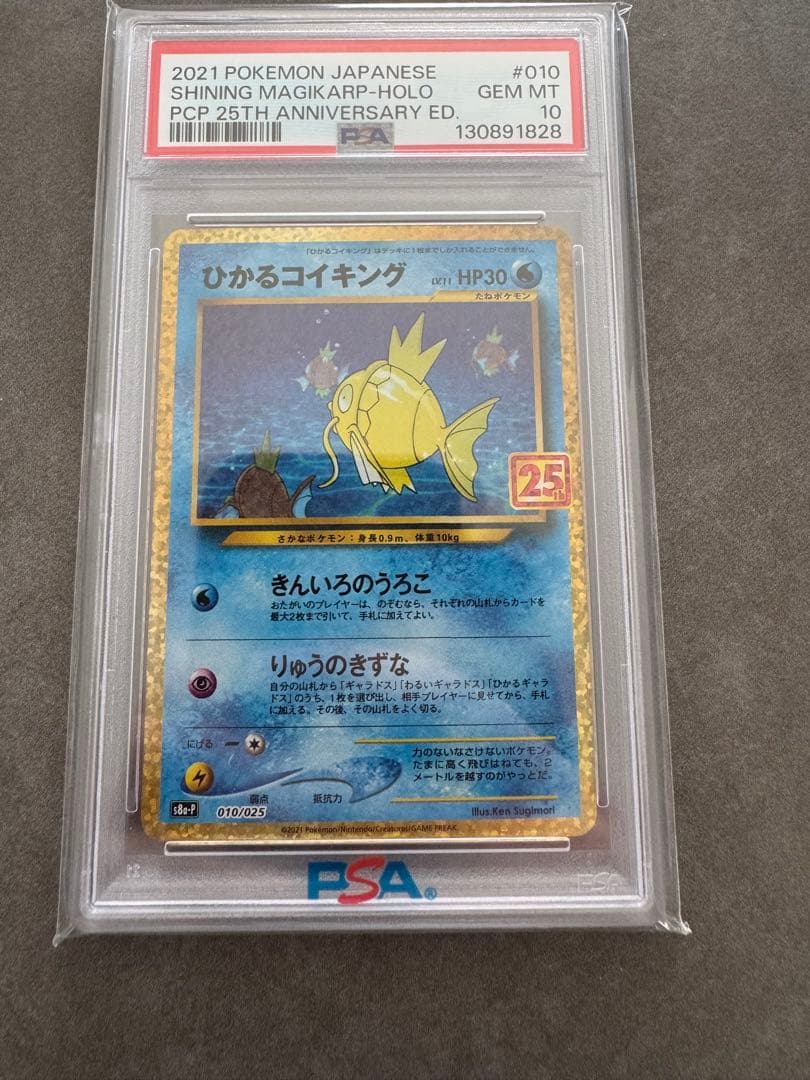 2021 POKEMON JAPANESE #010
SHINING MAGIKARP-HOLO GEM MT
PCP 25TH ANNIVERSARY ED. 10
PSA 130891828
「ひかるコイキング」はデッキに1枚までしか入れることができません。
ひかるコイキング LV.11 HP30
たねポケモン
25th
さかなポケモン：身長0.9m、体重10kg
きんいろのうろこ
おたがいのプレイヤーは、のぞむなら、それぞれの山札からカードを
最大2枚まで引いて、手札に加えてよい。
りゅうのきずな
自分の山札から「ギャラドス」「わるいギャラドス」「ひかるギャラ
ドス」のうち、1枚を選び出し、相手プレイヤーに見せてから、手札
に加える。その後、その山札をよく切る。
にげる
力のないなさけないポケモン。
たまに高く飛びはねても、2
メートルを越すのがやっとだ。
弱点 抵抗力
s8a-P 010/025 Illus.Ken Sugimori
©2021 Pokémon/Nintendo/Creatures/GAME FREAK.
PSA®
PSA